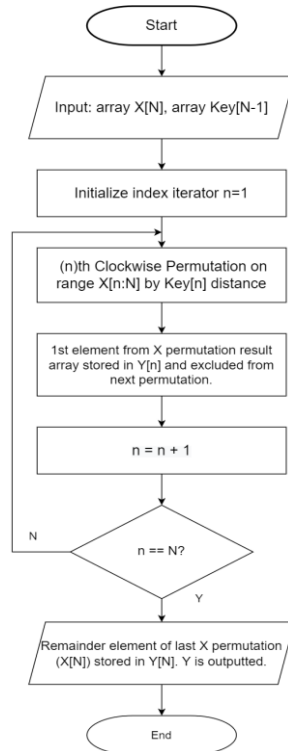 Start
Input: array X[N], array Key[N-1]
Initialize index iterator n=1
(n)th Clockwise Permutation on
range X[n:N] by Key[n] distance
1st element from X permutation result
array stored in Y[n] and excluded from
next permutation.
n = n + 1
n == N?
N
Y
Remainder element of last X permutation
(X[N]) stored in Y[N]. Y is outputted.
End